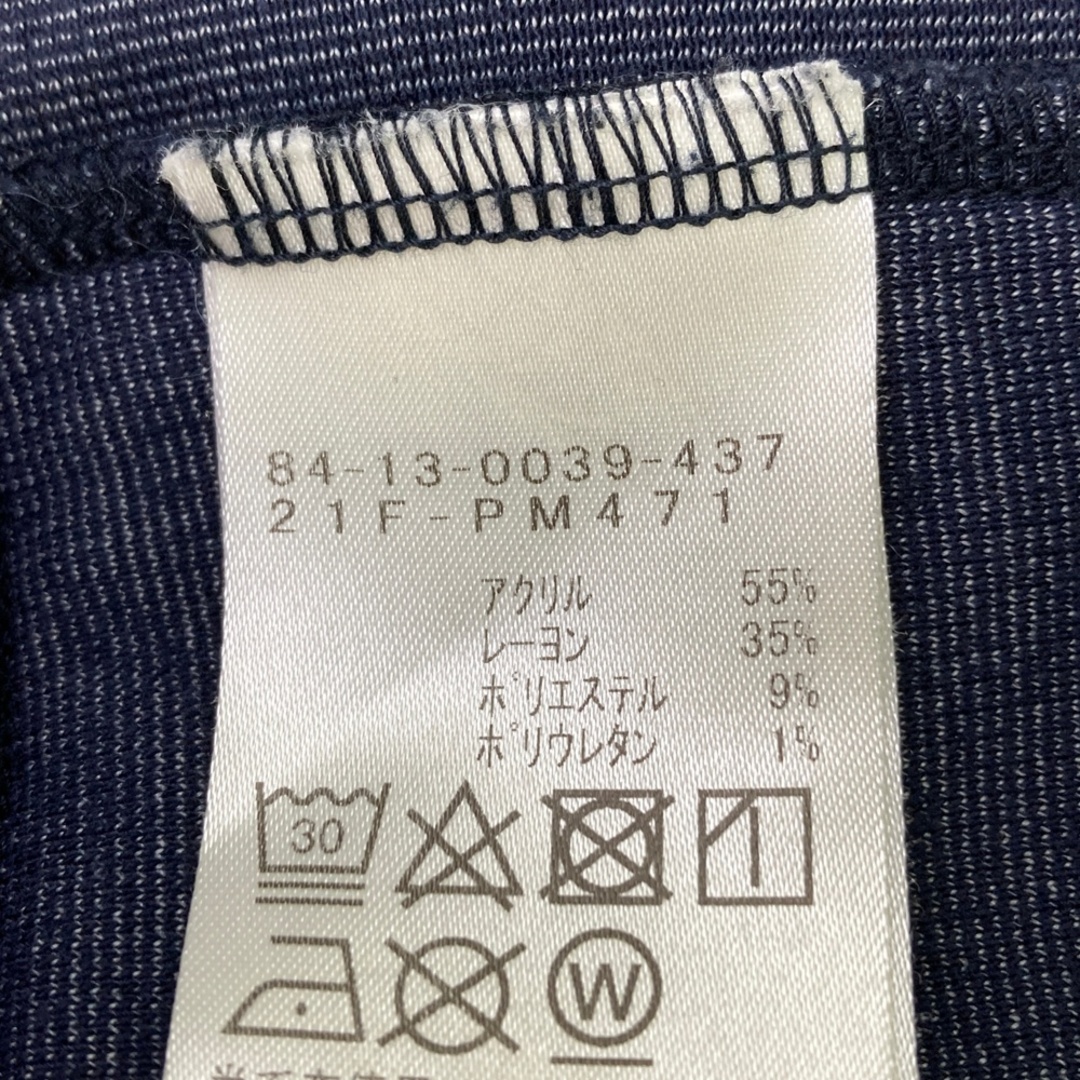 84-13-0039-437
21F-PM471
アクリル 55%
レーヨン 35%
ポリエステル 9%
ポリウレタン 1%
30
W